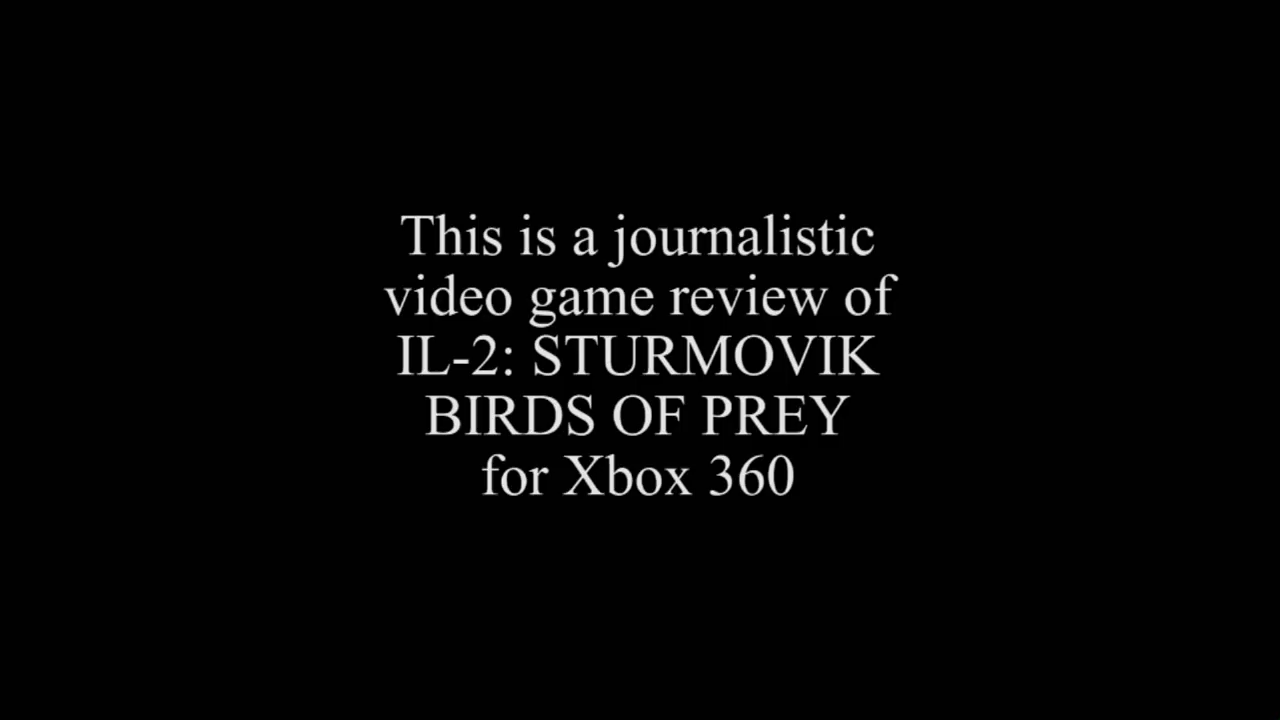 This is a journalistic
video game review of
IL-2: STURMOVIK
BIRDS OF PREY
for Xbox 360